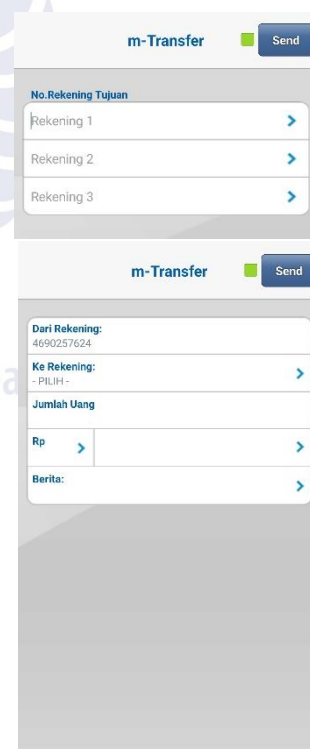 m-Transfer
Send
No.Rekening Tujuan
Rekening 1
Rekening 2
Rekening 3
m-Transfer
Send
Dari Rekening:
4690257624
Ke Rekening:
- PILIH -
Jumlah Uang
Rp
Berita: